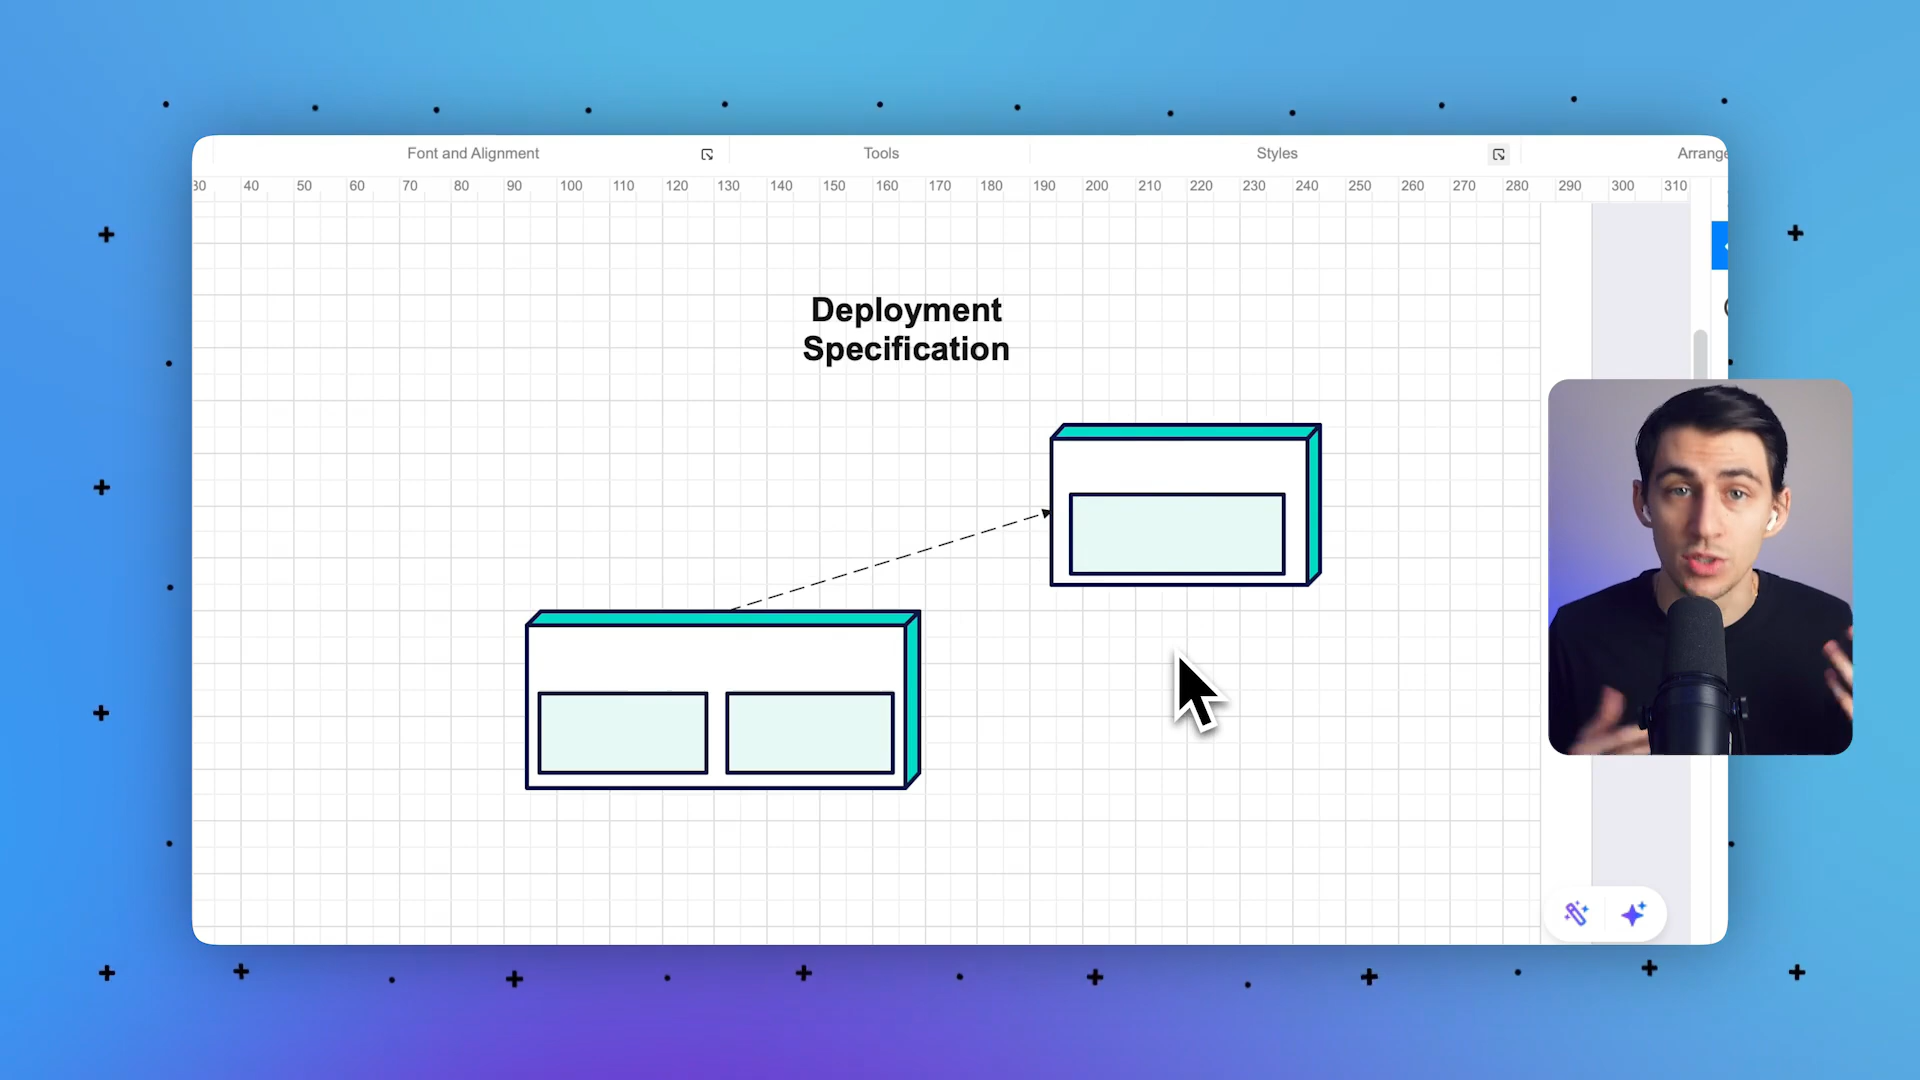 Font and Alignment Tools Styles Arrange
30 40 50 60 70 80 90 100 110 120 130 140 150 160 170 180 190 200 210 220 230 240 250 260 270 280 290 300 310
Deployment
Specification